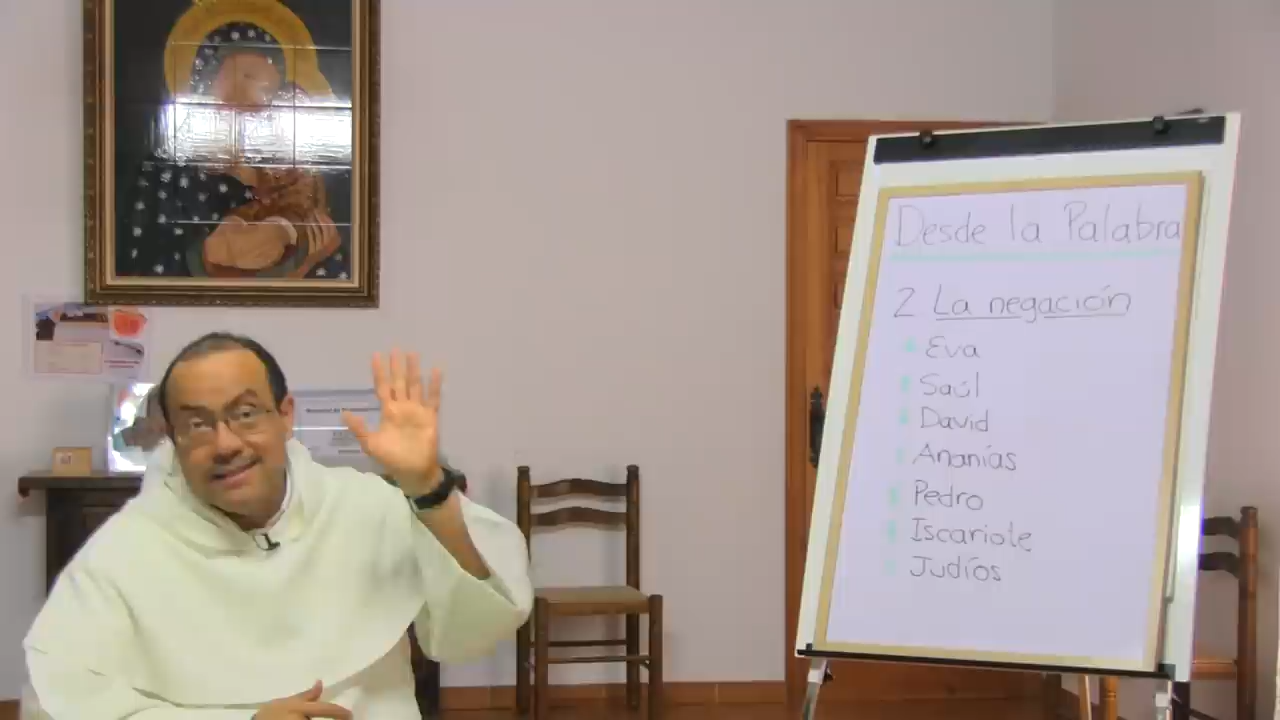 Desde la Palabra
2 La negación
Eva
Saúl
David
Ananías
Pedro
Iscariote
Judíos